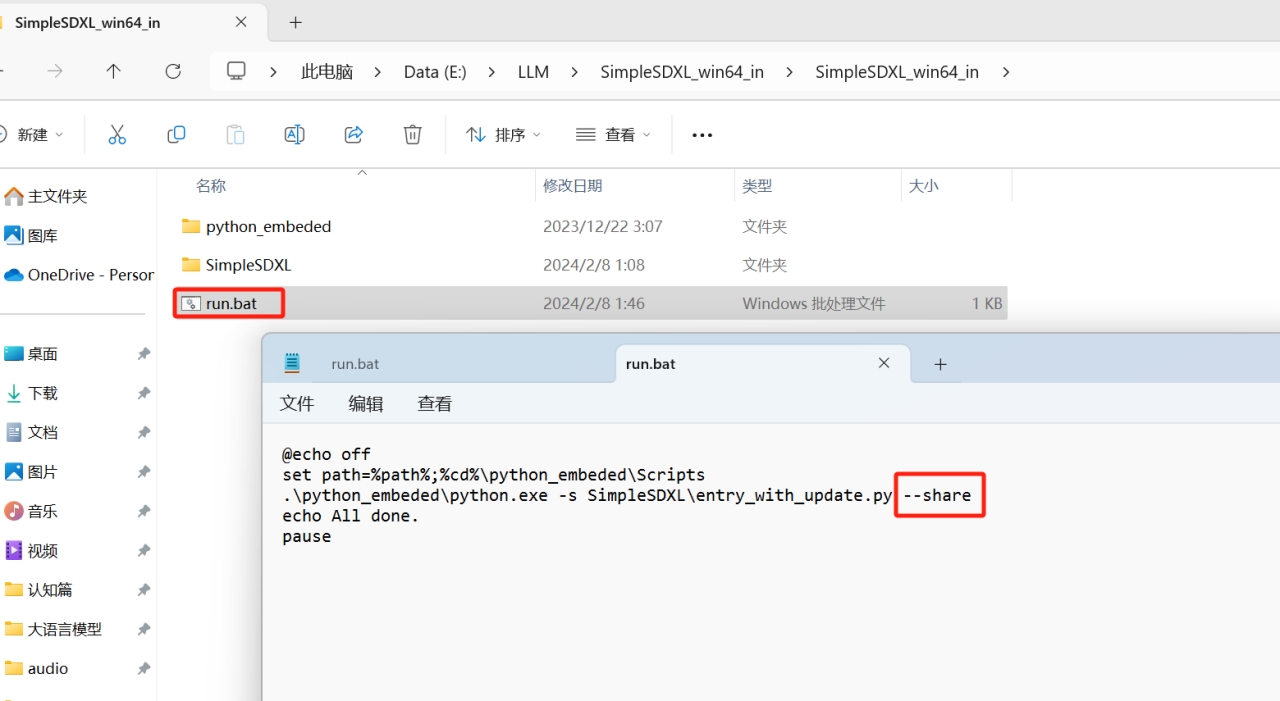 SimpleSDXL_win64_in
此电脑 > Data (E:) > LLM > SimpleSDXL_win64_in > SimpleSDXL_win64_in >
新建 排序 查看
名称 修改日期 类型 大小
主文件夹
图库
OneDrive - Person
桌面
下载
文档
图片
音乐
视频
认知篇
大语言模型
audio
python_embeded 2023/12/22 3:07 文件夹
SimpleSDXL 2024/2/8 1:08 文件夹
run.bat 2024/2/8 1:46 Windows 批处理文件 1 KB
run.bat run.bat
文件 编辑 查看
@echo off
set path=%path%;%cd%\python_embeded\Scripts
.\python_embeded\python.exe -s SimpleSDXL\entry_with_update.py --share
echo All done.
pause